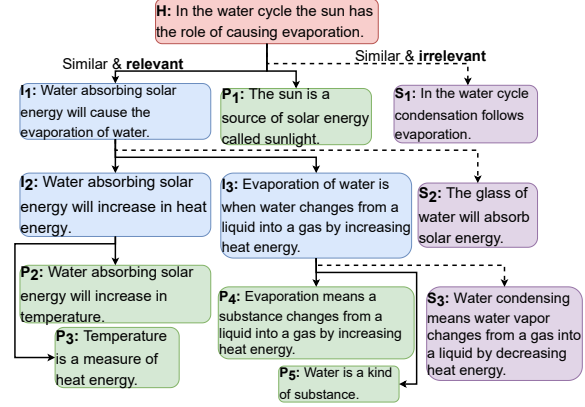 H: In the water cycle the sun has
the role of causing evaporation.
Similar & relevant
Similar & irrelevant
I1: Water absorbing solar
energy will cause the
evaporation of water.
P1: The sun is a
source of solar energy
called sunlight.
S1: In the water cycle
condensation follows
evaporation.
I2: Water absorbing solar
energy will increase in heat
energy.
I3: Evaporation of water is
when water changes from a
liquid into a gas by increasing
heat energy.
S2: The glass of
water will absorb
solar energy.
P2: Water absorbing solar
energy will increase in
temperature.
P3: Temperature
is a measure of
heat energy.
P4: Evaporation means a
substance changes from a
liquid into a gas by increasing
heat energy.
P5: Water is a kind
of substance.
S3: Water condensing
means water vapor
changes from a gas into
a liquid by decreasing
heat energy.